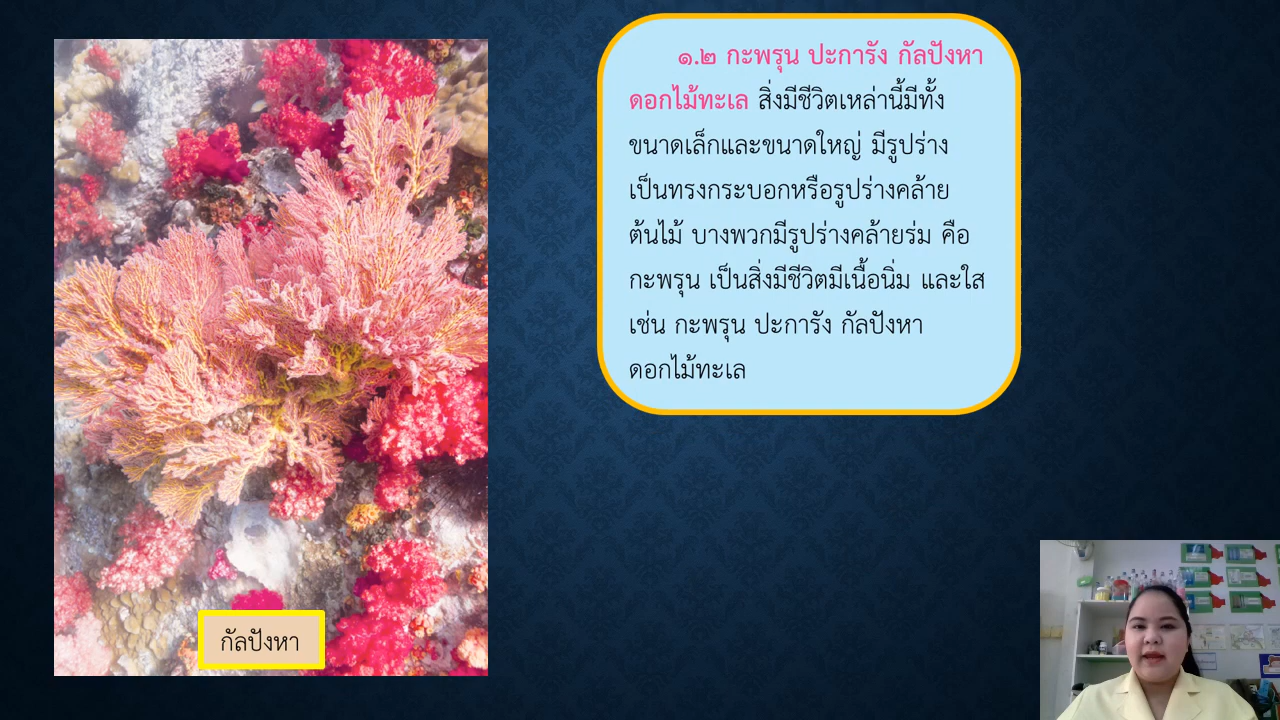 ๑.๒ กะพรุน ปะการัง กัลปังหา
ดอกไม้ทะเล สิ่งมีชีวิตเหล่านี้มีทั้ง
ขนาดเล็กและขนาดใหญ่ มีรูปร่าง
เป็นทรงกระบอกหรือรูปร่างคล้าย
ต้นไม้ บางพวกมีรูปร่างคล้ายร่ม คือ
กะพรุน เป็นสิ่งมีชีวิตมีเนื้อนิ่ม และใส
เช่น กะพรุน ปะการัง กัลปังหา
ดอกไม้ทะเล
กัลปังหา